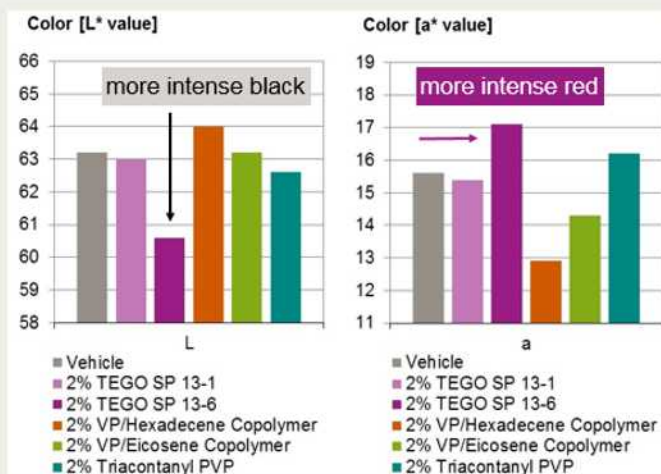 Color [L* value]
66
65
64
63
62
61
60
59
58
more intense black
L
Vehicle
2% TEGO SP 13-1
2% TEGO SP 13-6
2% VP/Hexadecene Copolymer
2% VP/Eicosene Copolymer
2% Triacontanyl PVP
Color [a* value]
19
18
17
16
15
14
13
12
11
more intense red
a
Vehicle
2% TEGO SP 13-1
2% TEGO SP 13-6
2% VP/Hexadecene Copolymer
2% VP/Eicosene Copolymer
2% Triacontanyl PVP